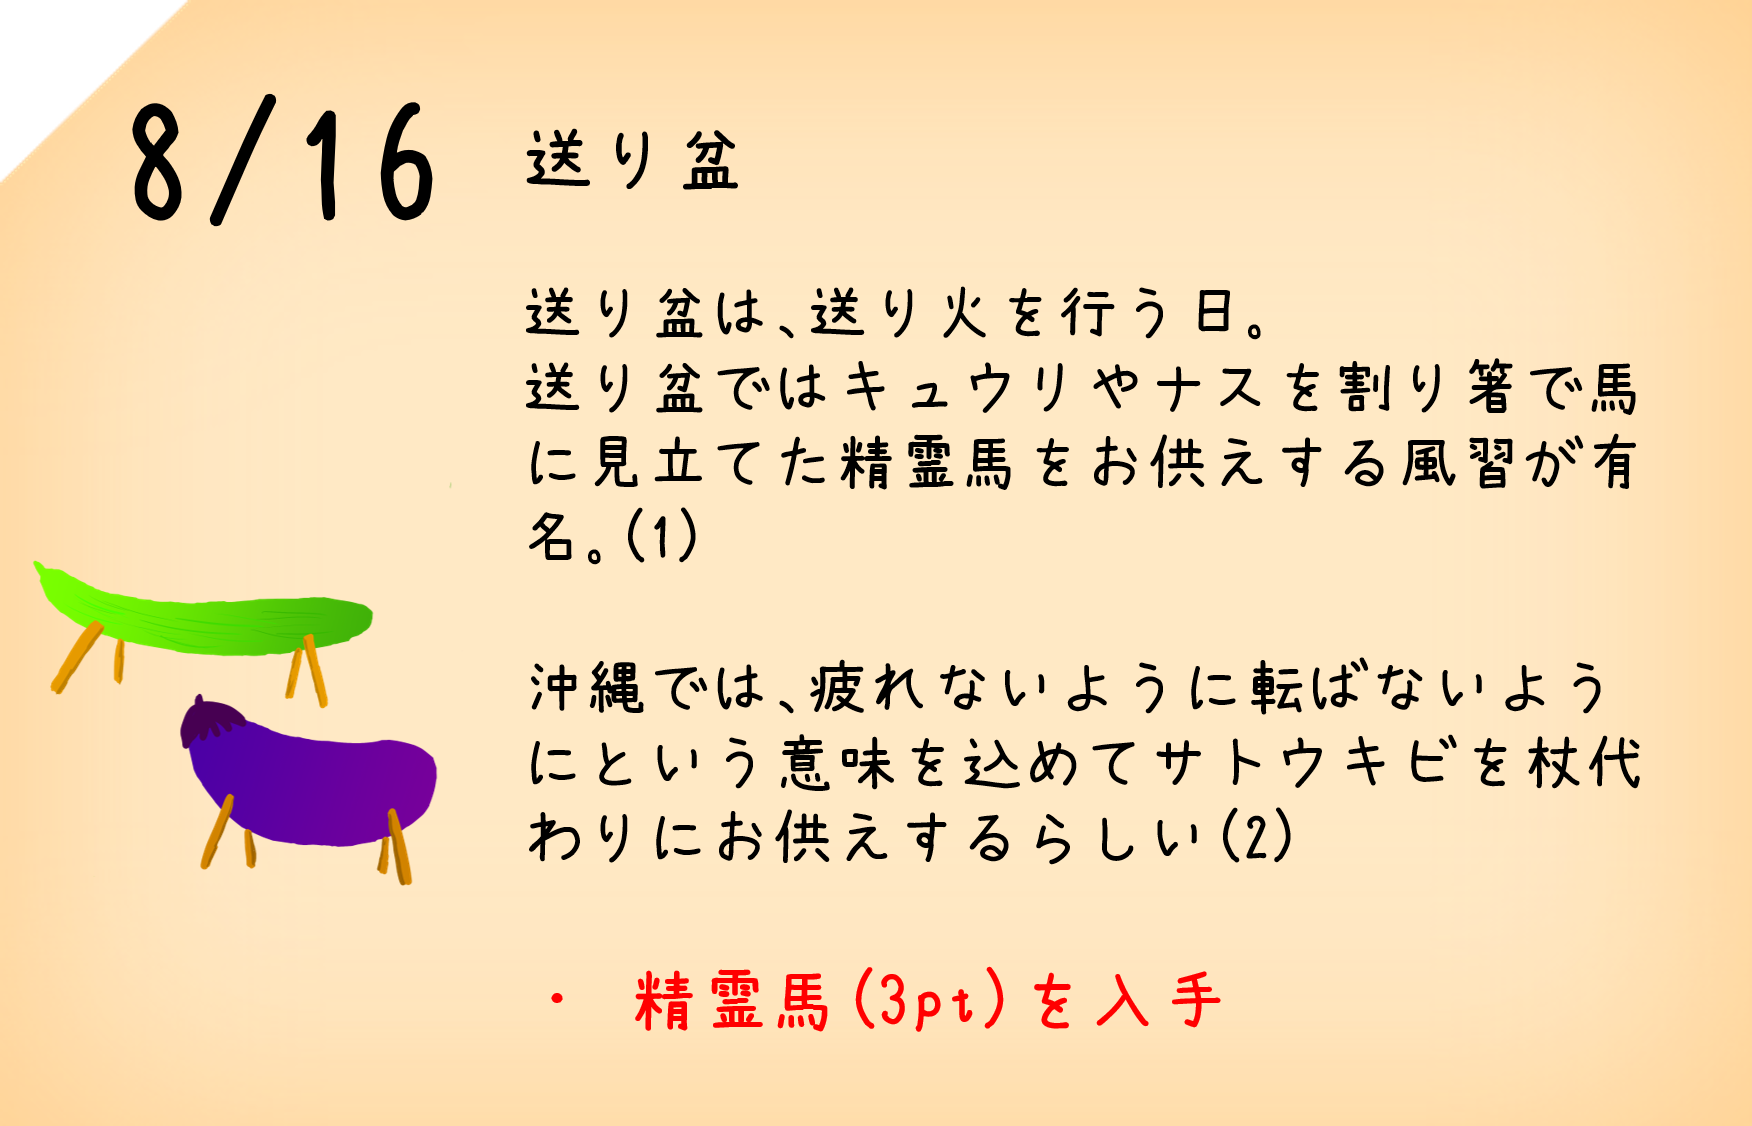 8/16 送り盆
送り盆は、送り火を行う日。
送り盆ではキュウリやナスを割り箸で馬
に見立てた精霊馬をお供えする風習が有
名。(1)
沖縄では、疲れないように転ばないよう
にという意味を込めてサトウキビを杖代
わりにお供えするらしい(2)
・ 精霊馬(3pt)を入手